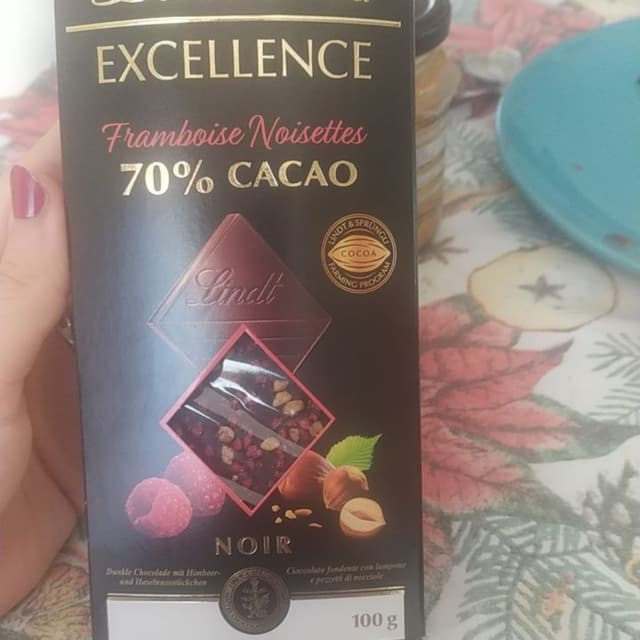 EXCELLENCE
Framboise Noisettes
70% CACAO
LINDT & SPRÜNGLI
COCOA
FARMING PROGRAM
Lindt
NOIR
Dunkle Chocolade mit Himbeer-
und Haselnussstückchen
Cioccolato fondente con lampone
e pezzetti di nocciole
100 g